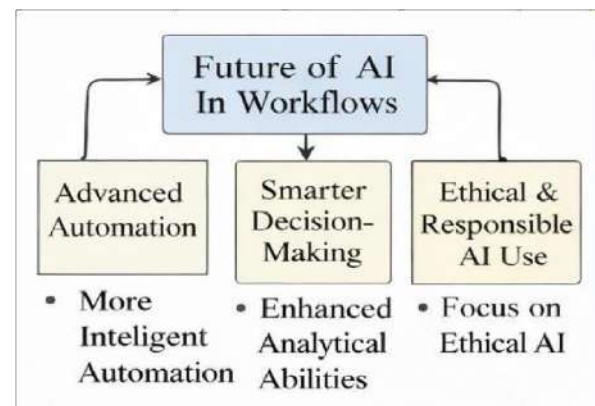 Future of AI
In Workflows
Advanced
Automation
Smarter
Decision-
Making
Ethical &
Responsible
AI Use
• More
Inteligent
Automation
• Enhanced
Analytical
Abilities
• Focus on
Ethical AI